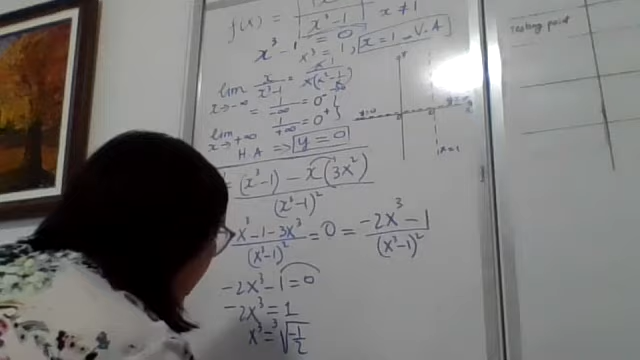 f(x) = x / x³-1   x ≠ 1
x³ - 1 = 0
x³ = 1, x = 1 → V.A
lim x→-∞ x/x³-1 =
= 1/-∞ = 0⁻
lim x→+∞ 1/+∞ = 0⁺
H.A ⇒ y = 0
= (x³-1) - x(3x²) / (x³-1)²
x³-1-3x³ / (x³-1)² = 0 = -2x³-1 / (x³-1)²
-2x³-1=0
-2x³ = 1
x³ = ³√-1/2
y
x=1
Testing point